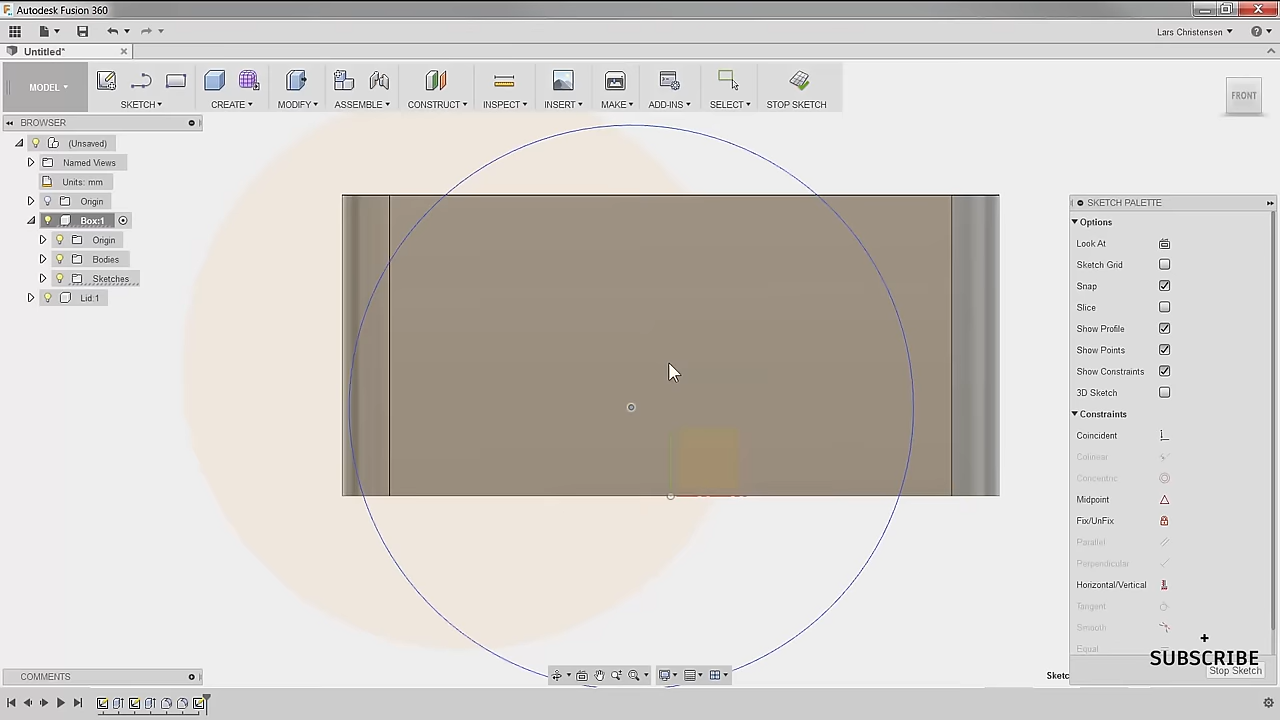 Autodesk Fusion 360
Lars Christensen
Untitled*
MODEL
SKETCH
CREATE
MODIFY
ASSEMBLE
CONSTRUCT
INSPECT
INSERT
MAKE
ADD-INS
SELECT
STOP SKETCH
FRONT
BROWSER
(Unsaved)
Named Views
Units: mm
Origin
Box:1
Origin
Bodies
Sketches
Lid:1
SKETCH PALETTE
Options
Look At
Sketch Grid
Snap
Slice
Show Profile
Show Points
Show Constraints
3D Sketch
Constraints
Coincident
Colinear
Concentric
Midpoint
Fix/UnFix
Parallel
Perpendicular
Horizontal/Vertical
Tangent
Smooth
Equal
SUBSCRIBE
Stop Sketch
COMMENTS